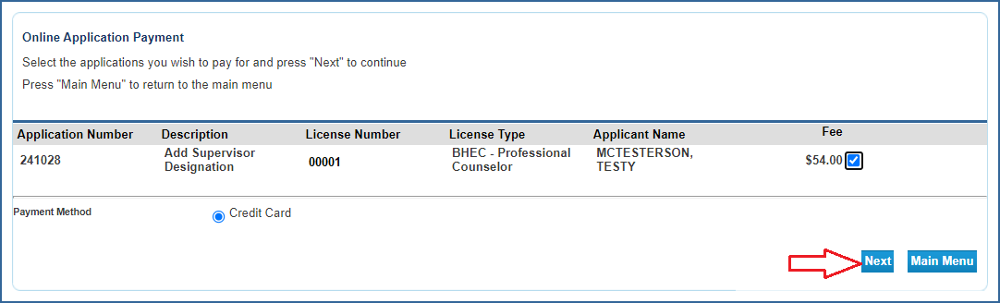 Online Application Payment
Select the applications you wish to pay for and press "Next" to continue
Press "Main Menu" to return to the main menu
Application Number Description License Number License Type Applicant Name Fee
241028 Add Supervisor Designation 00001 BHEC - Professional Counselor MCTESTERSON, TESTY $54.00
Payment Method Credit Card
Next Main Menu